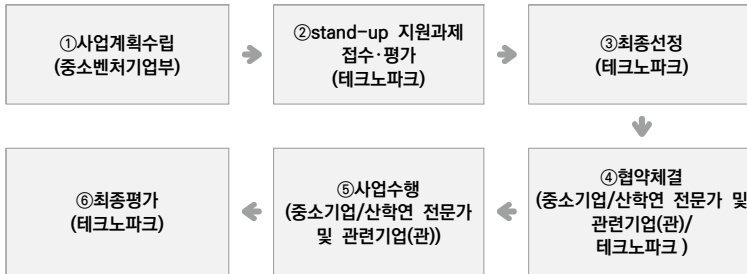 ①사업계획수립
(중소벤처기업부)
②stand-up 지원과제
접수·평가
(테크노파크)
③최종선정
(테크노파크)
④협약체결
(중소기업/산학연 전문가 및
관련기업(관)/
테크노파크 )
⑤사업수행
(중소기업/산학연 전문가
및 관련기업(관))
⑥최종평가
(테크노파크)